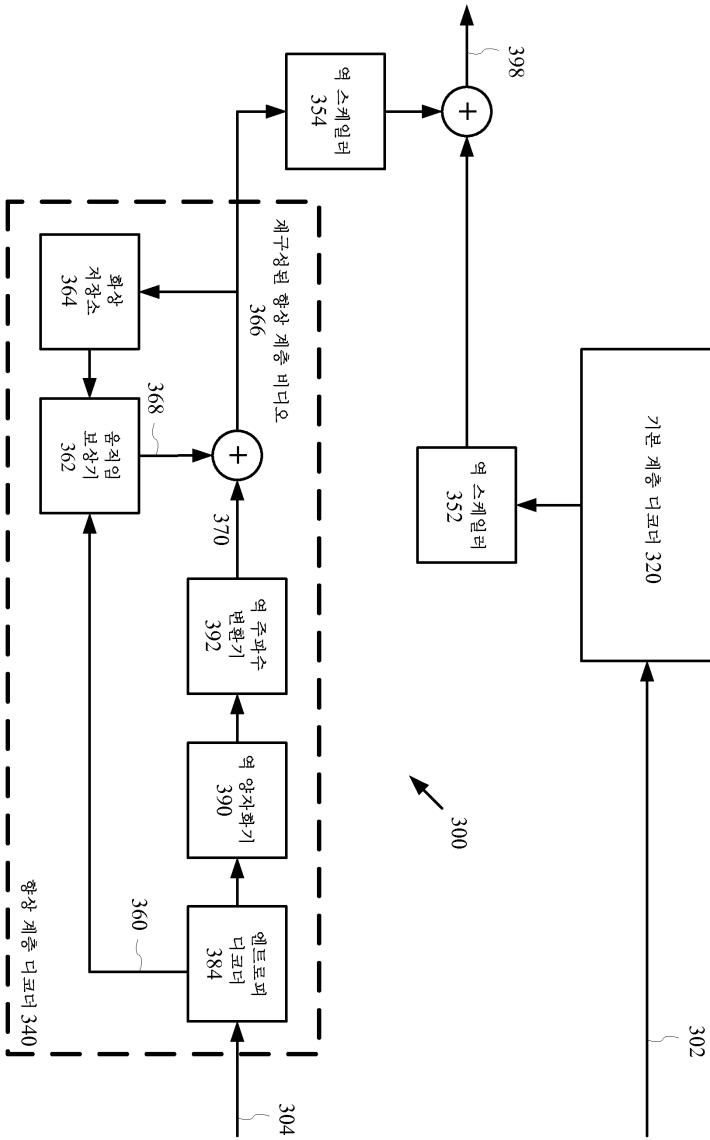 302
기본 계층 디코더 320
역 스케일러
352
398
역 스케일러
354
300
304
엔트로피
디코더
384
역 양자화기
390
역 주파수
변환기
392
370
재구성된 향상 계층 비디오
366
360
368
움직임
보상기
362
화상
저장소
364
향상 계층 디코더 340